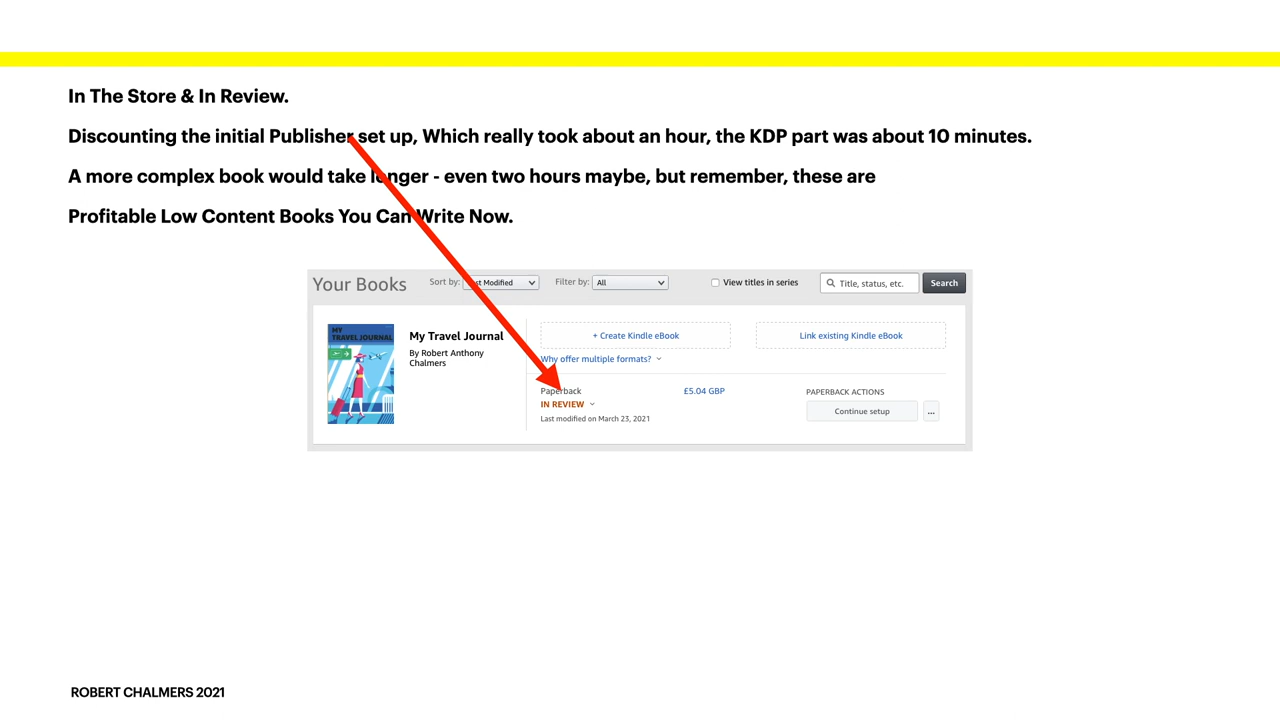 In The Store & In Review.
Discounting the initial Publisher set up, Which really took about an hour, the KDP part was about 10 minutes.
A more complex book would take longer - even two hours maybe, but remember, these are
Profitable Low Content Books You Can Write Now.
Your Books
Sort by: Last Modified
Filter by: All
View titles in series
Title, status, etc.
Search
MY
TRAVEL JOURNAL
My Travel Journal
By Robert Anthony
Chalmers
+ Create Kindle eBook
Link existing Kindle eBook
Why offer multiple formats?
Paperback
£5.04 GBP
PAPERBACK ACTIONS
IN REVIEW
Continue setup
...
Last modified on March 23, 2021
ROBERT CHALMERS 2021